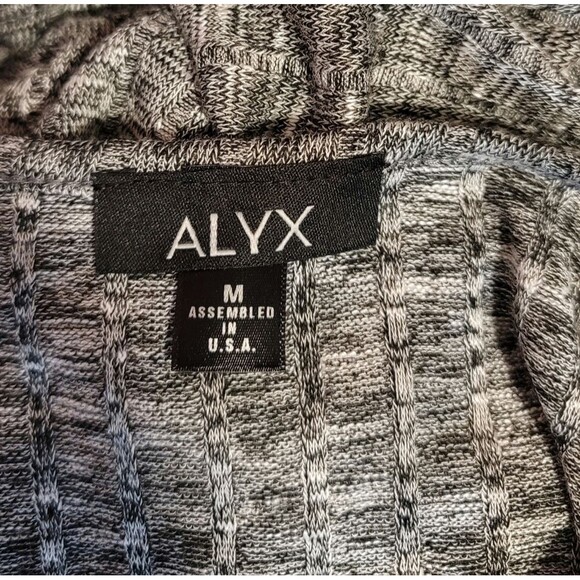 ALYX
M
ASSEMBLED
IN
U.S.A.